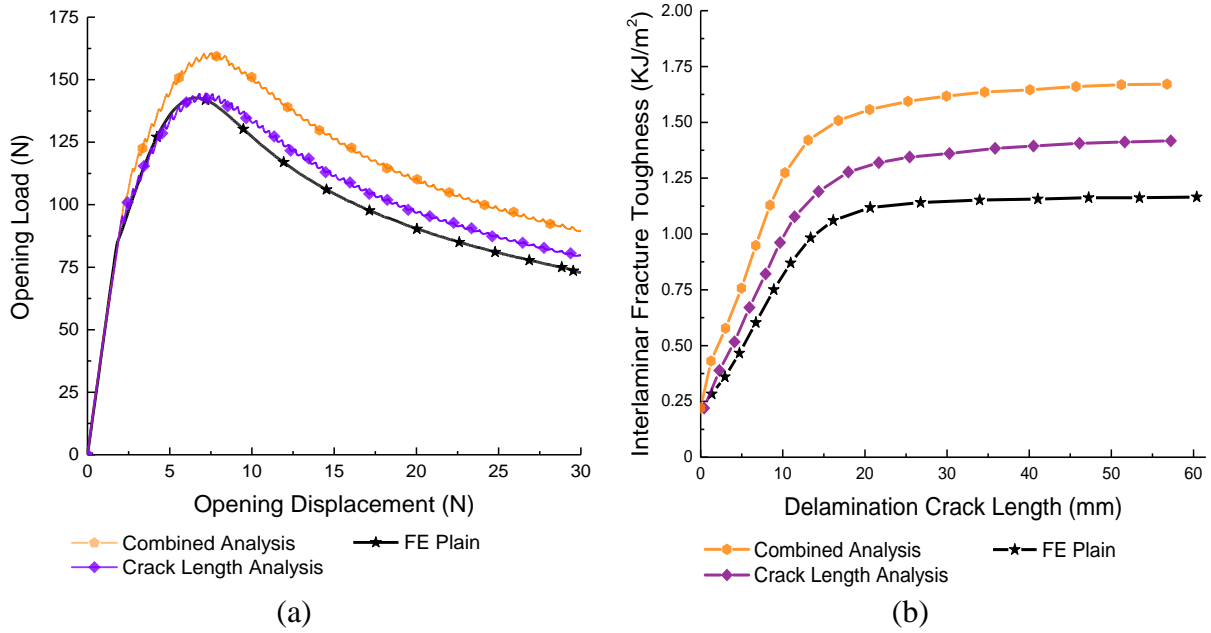 Opening Load (N)
175
150
125
100
75
50
25
0
0 5 10 15 20 25 30
Opening Displacement (N)
Combined Analysis
FE Plain
Crack Length Analysis
(a)
Interlaminar Fracture Toughness (KJ/m²)
2.00
1.75
1.50
1.25
1.00
0.75
0.50
0.25
0.00
0 10 20 30 40 50 60
Delamination Crack Length (mm)
Combined Analysis
FE Plain
Crack Length Analysis
(b)